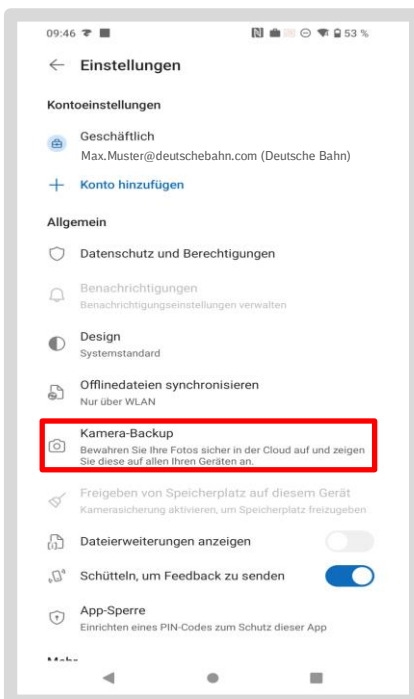 09:46 53 %
Einstellungen
Kontoeinstellungen
Geschäftlich
Max.Muster@deutschebahn.com (Deutsche Bahn)
Konto hinzufügen
Allgemein
Datenschutz und Berechtigungen
Benachrichtigungen
Benachrichtigungseinstellungen verwalten
Design
Systemstandard
Offlinedateien synchronisieren
Nur über WLAN
Kamera-Backup
Bewahren Sie Ihre Fotos sicher in der Cloud auf und zeigen
Sie diese auf allen Ihren Geräten an.
Freigeben von Speicherplatz auf diesem Gerät
Kamerasicherung aktivieren, um Speicherplatz freizugeben
Dateierweiterungen anzeigen
Schütteln, um Feedback zu senden
App-Sperre
Einrichten eines PIN-Codes zum Schutz dieser App